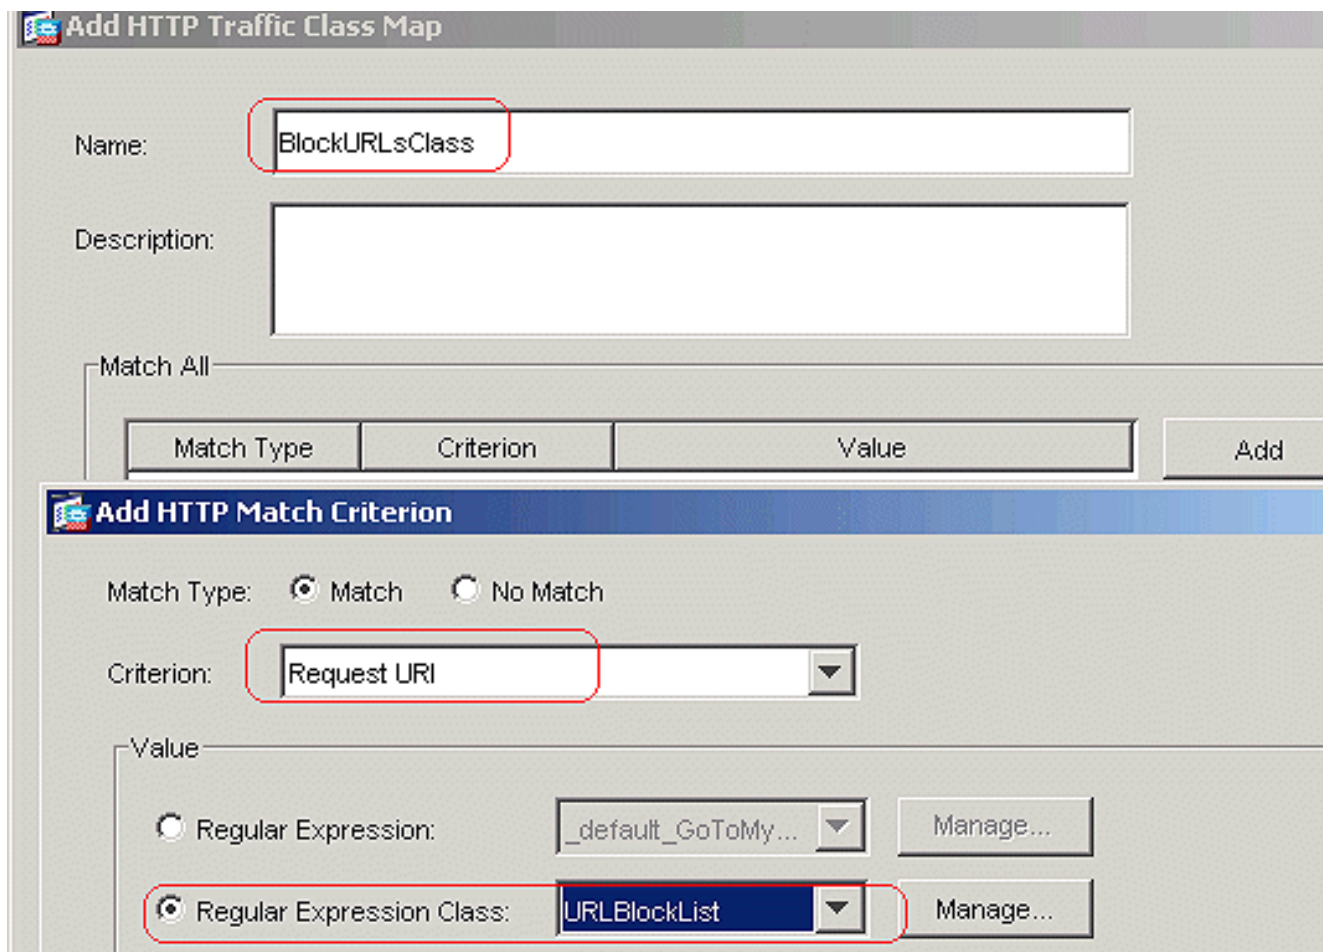 Add HTTP Traffic Class Map
Name: BlockURLsClass
Description:
Match All
Match Type Criterion Value Add
Add HTTP Match Criterion
Match Type: Match No Match
Criterion: Request URI
Value
Regular Expression: _default_GoToMy... Manage...
Regular Expression Class: URLBlockList Manage...